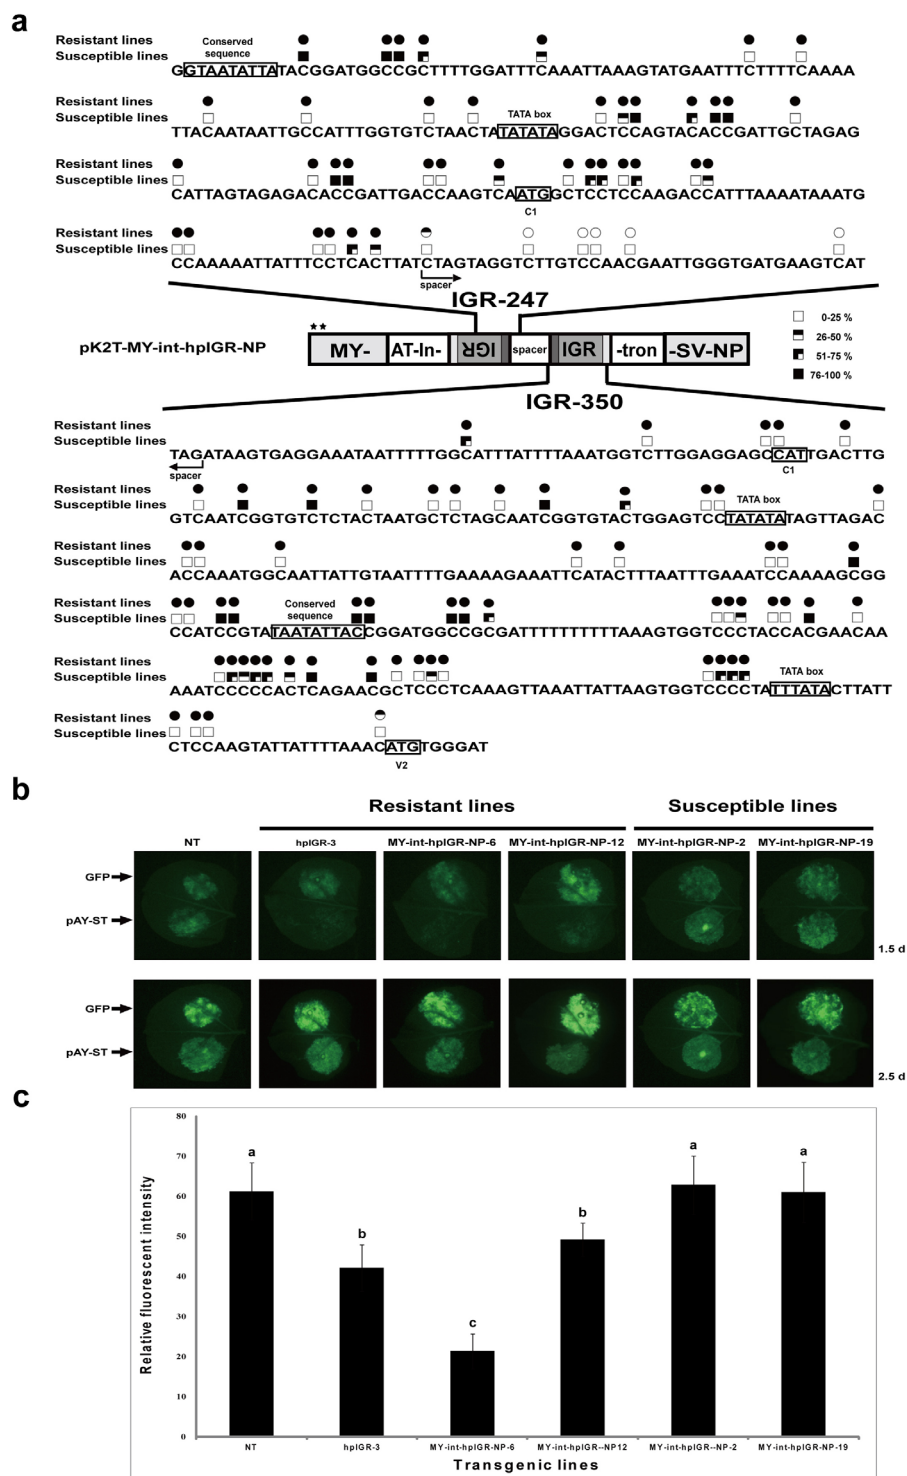 a
Resistant lines
Susceptible lines
Conserved sequence
GGTAATATTATACGGATGGCCGCTTTTGGATTTCAAATTAAAGTATGAATTTCTTTTCAAAA
Resistant lines
Susceptible lines
TATA box
TTACAATAATTGCCATTTGGTGTCTAACTATATATAGGACTCCAGTACACCGATTGCTAGAG
Resistant lines
Susceptible lines
CATTAGTAGAGACACCGATTGACCAAGTCAATGGCTCCTCCAAGACCATTTAAAATAAATG
C1
Resistant lines
Susceptible lines
CCAAAAATTATTTCCTCACTTATCTAGTAGGTCTTGTCCAACGAATTGGGTGATGAAGTCAT
spacer
IGR-247
pK2T-MY-int-hpIGR-NP
★★
MY- AT-In- IGR spacer IGR -tron -SV-NP
0-25 %
26-50 %
51-75 %
76-100 %
IGR-350
Resistant lines
Susceptible lines
TAGATAAGTGAGGAAATAATTTTTGGCATTTATTTTAAATGGTCTTGGAGGAGCCATTGACTTG
spacer
C1
Resistant lines
Susceptible lines
TATA box
GTCAATCGGTGTCTCTACTAATGCTCTAGCAATCGGTGTACTGGAGTCCTATATATAGTTAGAC
Resistant lines
Susceptible lines
ACCAAATGGCAATTATTGTAATTTTGAAAAGAAATTCATACTTTAATTTGAAATCCAAAAGCGG
Resistant lines
Susceptible lines
Conserved sequence
CCATCCGTATAATATTACCGGATGGCCGCGATTTTTTTTTTAAAGTGGTCCCTACCACGAACAA
Resistant lines
Susceptible lines
TATA box
AAATCCCCCACTCAGAACGCTCCCTCAAAGTTAAATTATTAAGTGGTCCCCTATTTATACTTATT
Resistant lines
Susceptible lines
CTCCAAGTATTATTTTAAACATGTGGGAT
V2
b
Resistant lines Susceptible lines
NT hpIGR-3 MY-int-hpIGR-NP-6 MY-int-hpIGR-NP-12 MY-int-hpIGR-NP-2 MY-int-hpIGR-NP-19
GFP
pAY-ST
1.5 d
GFP
pAY-ST
2.5 d
c
Relative fluorescent intensity
80
70
60
50
40
30
20
10
0
a b c b a a
NT hpIGR-3 MY-int-hpIGR-NP-6 MY-int-hpIGR--NP12 MY-int-hpIGR--NP-2 MY-int-hpIGR-NP-19
Transgenic lines